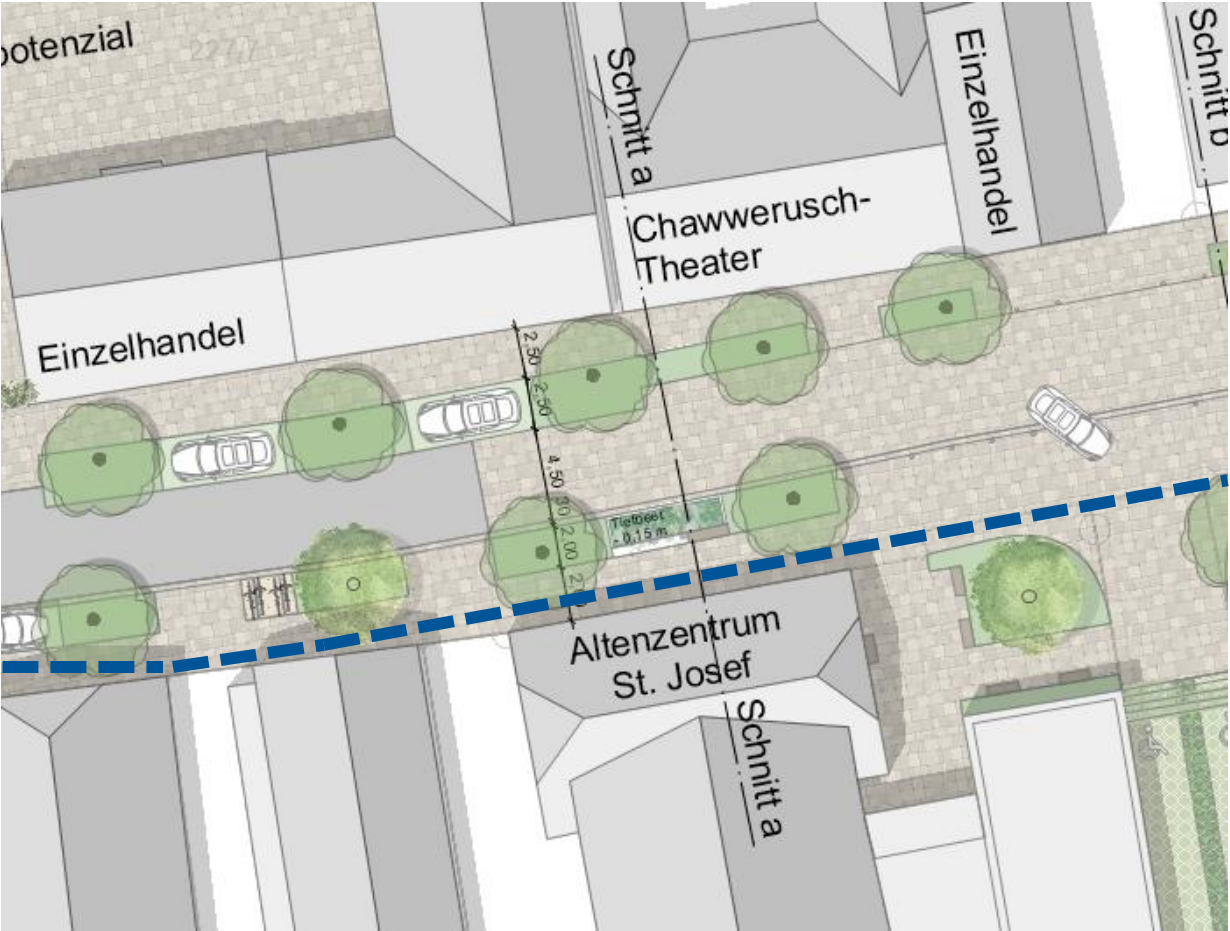 potenzial
Schnitt a
Einzelhandel
Schnitt b
Chawwerusch-
Theater
Einzelhandel
2,50
2,50
4,50
30
2,00
Tiefbeet
- 0,15 m
Altenzentrum
St. Josef
Schnitt a